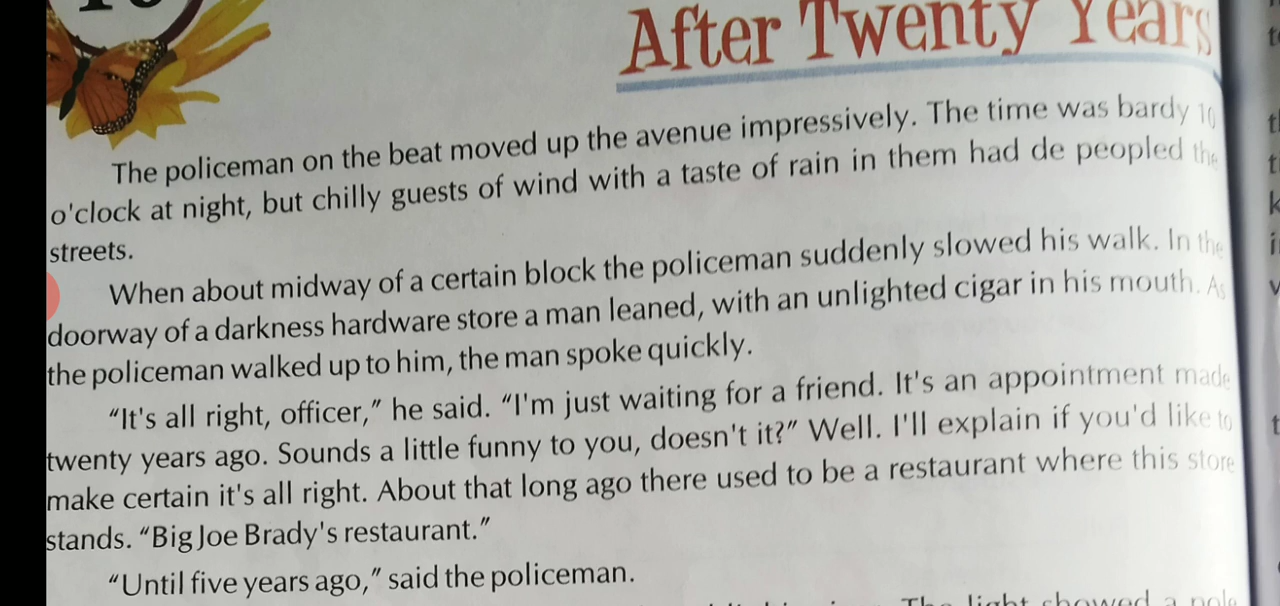 After Twenty Years
The policeman on the beat moved up the avenue impressively. The time was bardy 10
o'clock at night, but chilly guests of wind with a taste of rain in them had de peopled the
streets.
When about midway of a certain block the policeman suddenly slowed his walk. In the
doorway of a darkness hardware store a man leaned, with an unlighted cigar in his mouth. As
the policeman walked up to him, the man spoke quickly.
“It's all right, officer,” he said. “I'm just waiting for a friend. It's an appointment made
twenty years ago. Sounds a little funny to you, doesn't it?” Well. I'll explain if you'd like to
make certain it's all right. About that long ago there used to be a restaurant where this store
stands. “Big Joe Brady's restaurant.”
“Until five years ago,” said the policeman.
The light showed a pole